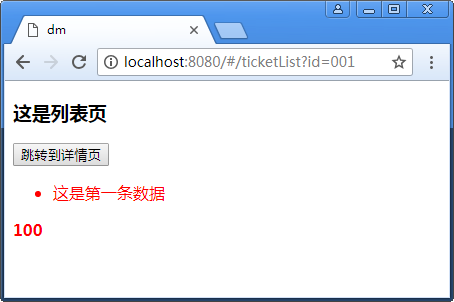 dm
localhost:8080/#/ticketList?id=001
这是列表页
跳转到详情页
这是第一条数据
100